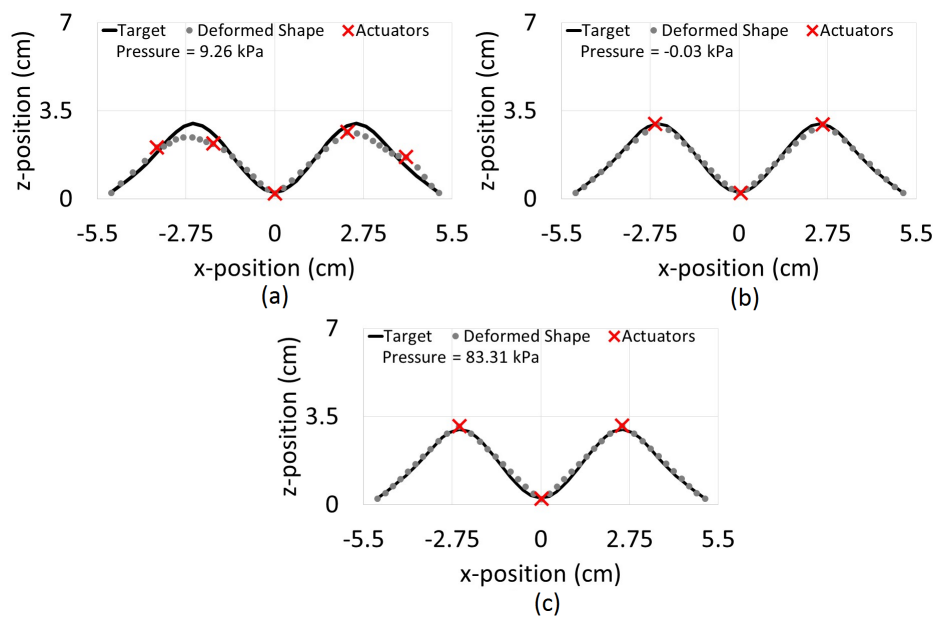 7
Target Deformed Shape Actuators
Pressure = 9.26 kPa
z-position (cm)
3.5
0
-5.5 -2.75 0 2.75 5.5
x-position (cm)
(a)
7
Target Deformed Shape Actuators
Pressure = -0.03 kPa
z-position (cm)
3.5
0
-5.5 -2.75 0 2.75 5.5
x-position (cm)
(b)
7
Target Deformed Shape Actuators
Pressure = 83.31 kPa
z-position (cm)
3.5
0
-5.5 -2.75 0 2.75 5.5
x-position (cm)
(c)